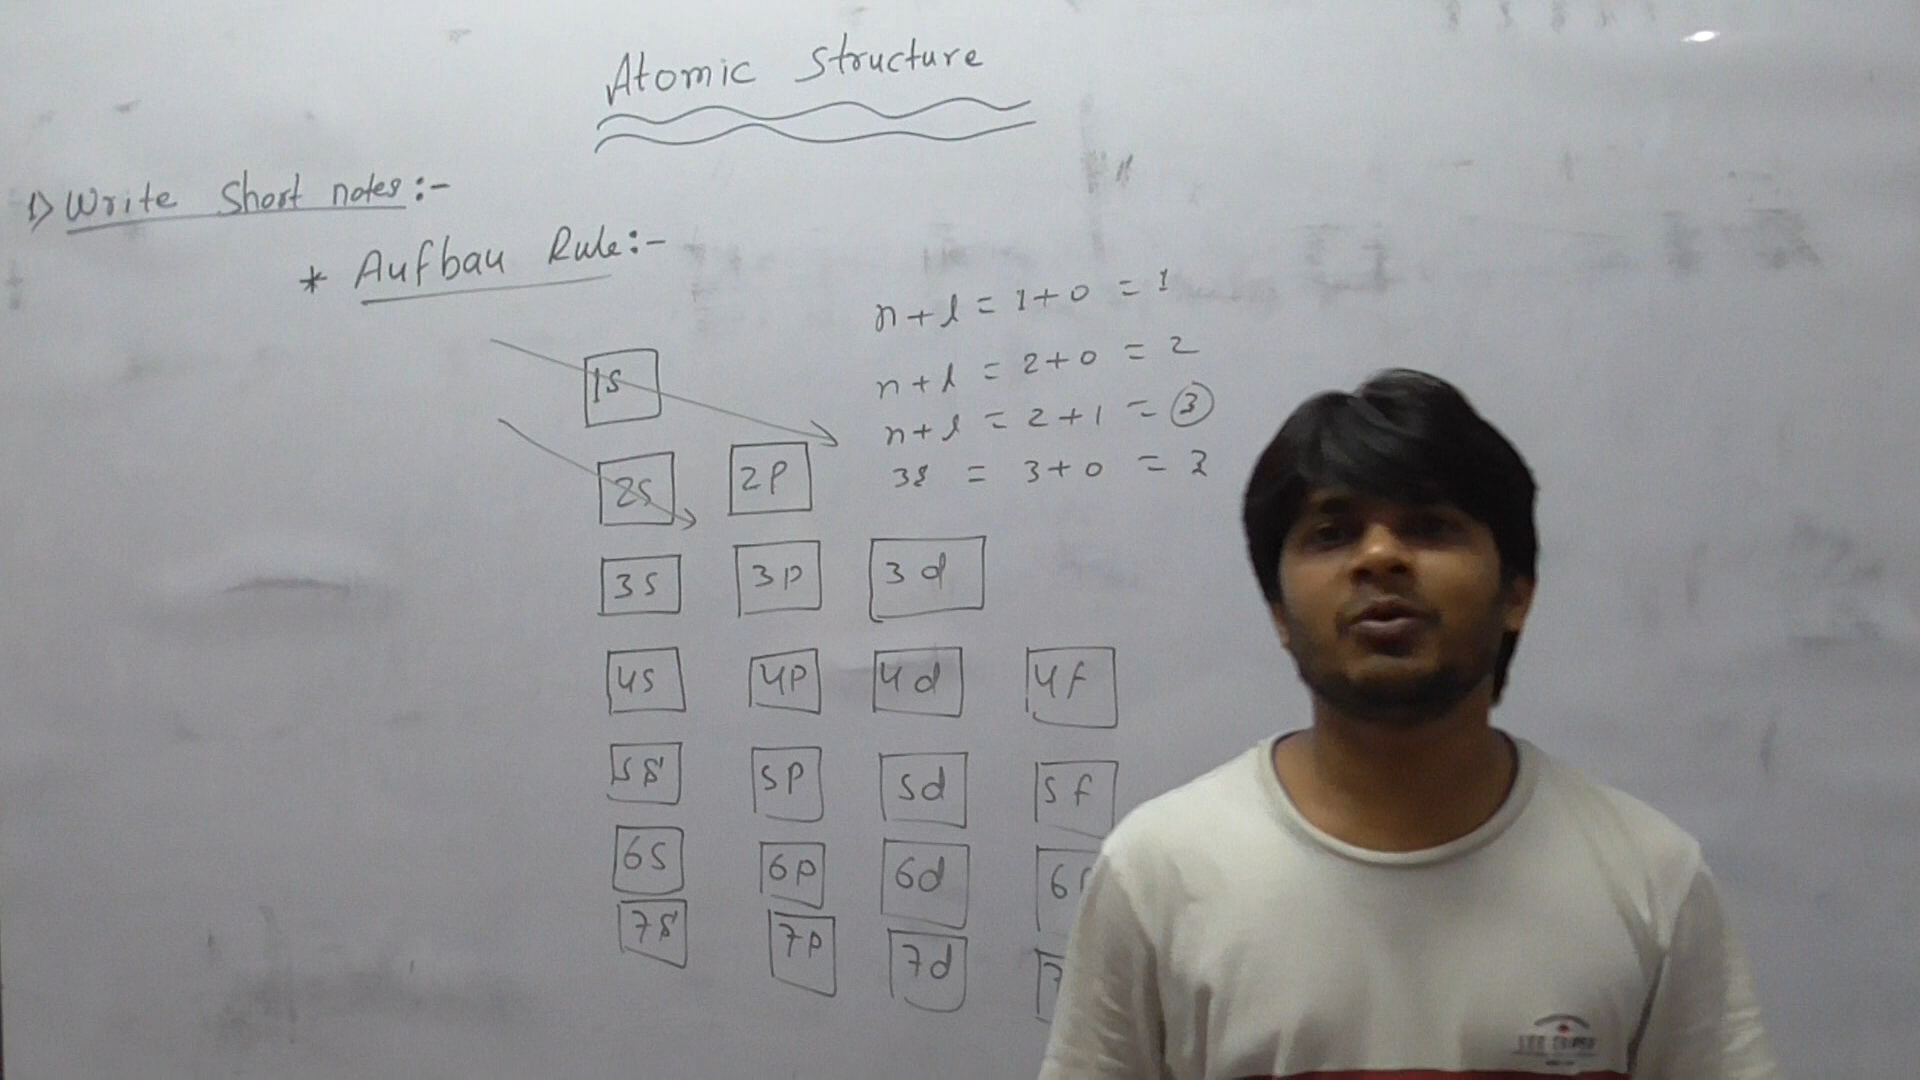 Atomic Structure
1) Write Short notes:-
* Aufbau Rule:-
n+l = 1+0 = 1
n+l = 2+0 = 2
n+l = 2+1 = 3
3s = 3+0 = 3
1s
2s 2p
3s 3p 3d
4s 4p 4d 4f
5s 5p 5d 5f
6s 6p 6d
7s 7p 7d